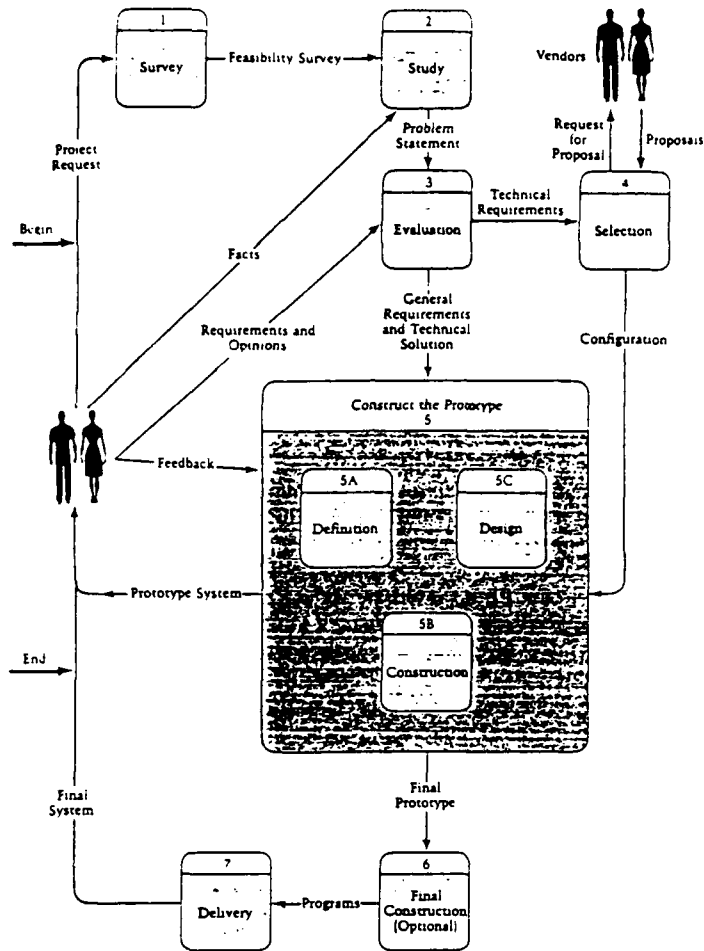 1
Survey
Feasibility Survey
2
Study
Vendors
Project
Request
Problem
Statement
Request
for
Proposal
Proposals
3
Evaluation
Technical
Requirements
4
Selection
Begin
Facts
Requirements and
Opinions
General
Requirements
and Technical
Solution
Configuration
Construct the Prototype
5
Feedback
5A
Definition
5C
Design
Prototype System
5B
Construction
End
Final
System
Final
Prototype
7
Delivery
Programs
6
Final
Construction
(Optional)